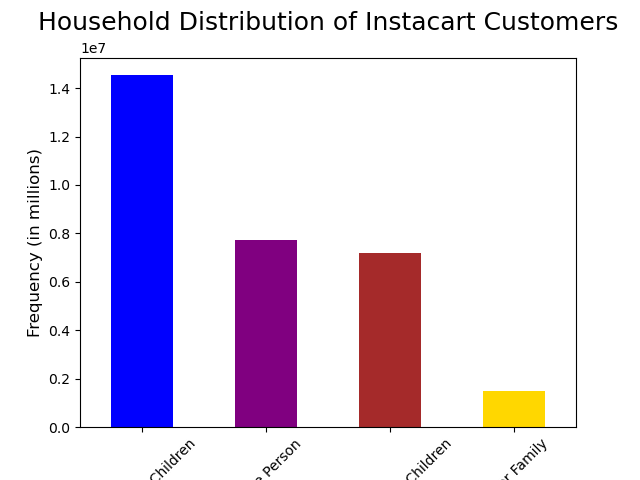 Household Distribution of Instacart Customers
1e7
Frequency (in millions)
1.4
1.2
1.0
0.8
0.6
0.4
0.2
0.0
Children
Person
Children
Family